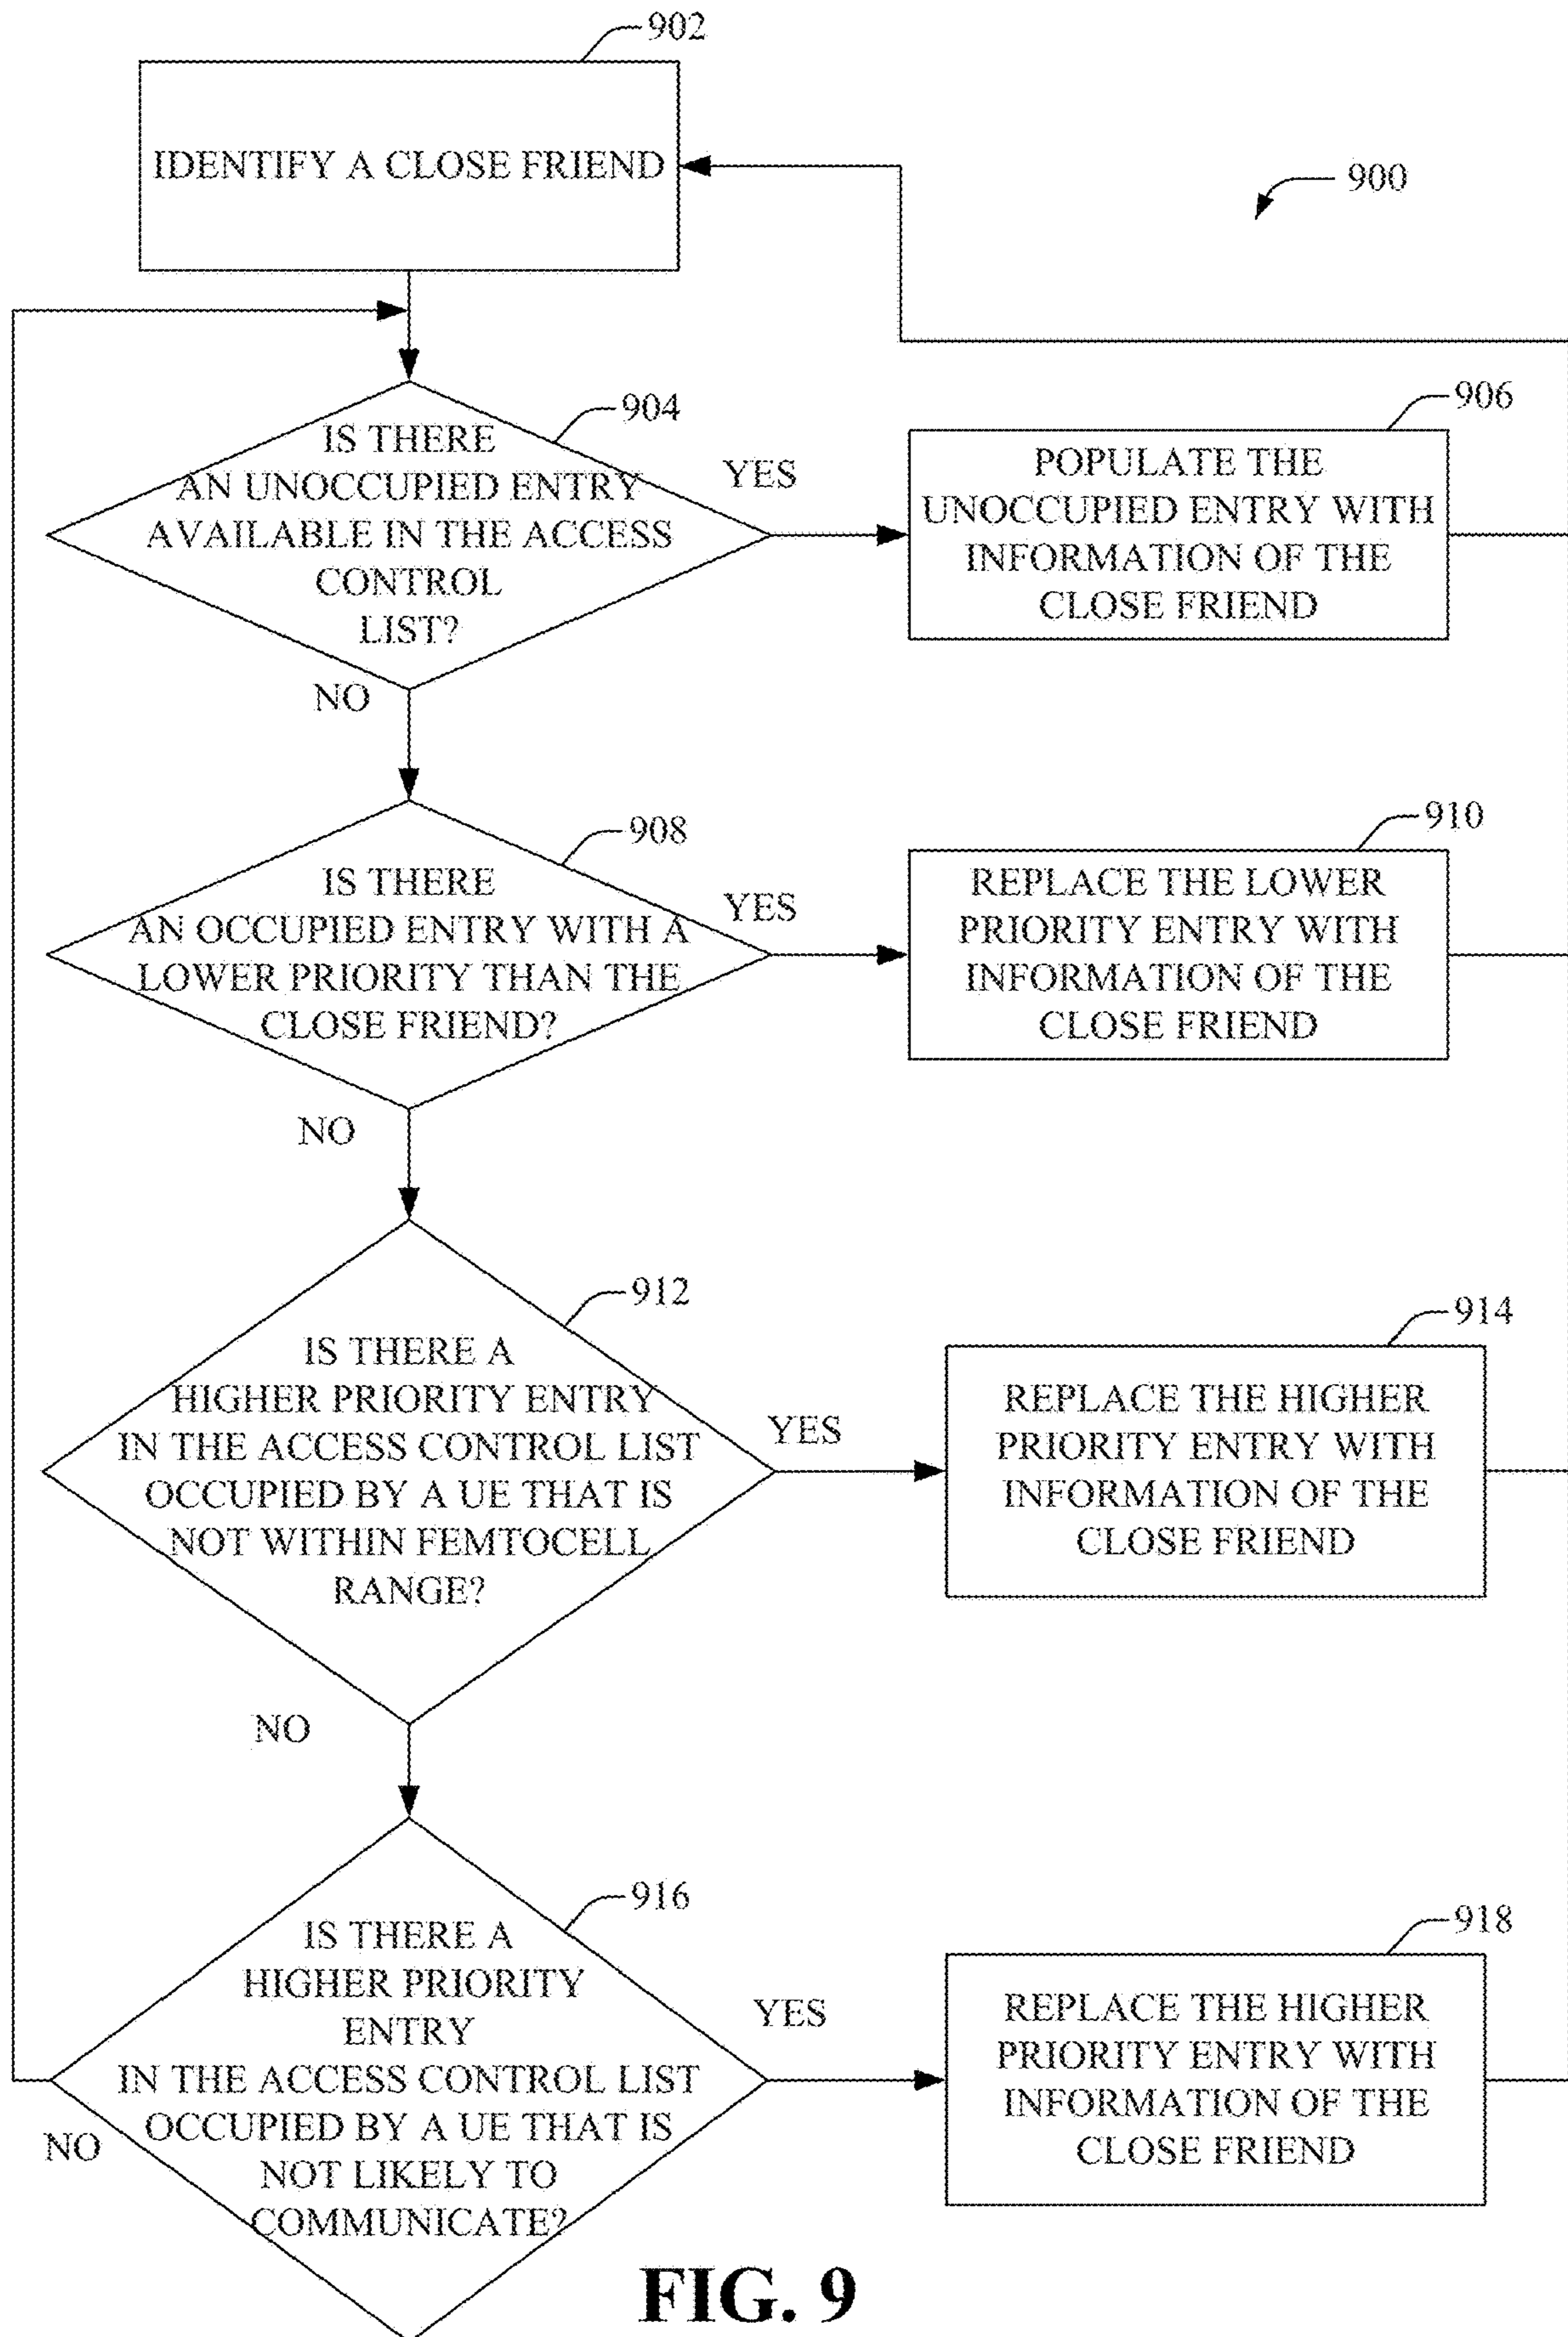 902
IDENTIFY A CLOSE FRIEND
900
904
IS THERE
AN UNOCCUPIED ENTRY
AVAILABLE IN THE ACCESS
CONTROL
LIST?
YES
906
POPULATE THE
UNOCCUPIED ENTRY WITH
INFORMATION OF THE
CLOSE FRIEND
NO
908
IS THERE
AN OCCUPIED ENTRY WITH A
LOWER PRIORITY THAN THE
CLOSE FRIEND?
YES
910
REPLACE THE LOWER
PRIORITY ENTRY WITH
INFORMATION OF THE
CLOSE FRIEND
NO
912
IS THERE A
HIGHER PRIORITY ENTRY
IN THE ACCESS CONTROL LIST
OCCUPIED BY A UE THAT IS
NOT WITHIN FEMTOCELL
RANGE?
YES
914
REPLACE THE HIGHER
PRIORITY ENTRY WITH
INFORMATION OF THE
CLOSE FRIEND
NO
916
IS THERE A
HIGHER PRIORITY
ENTRY
IN THE ACCESS CONTROL LIST
OCCUPIED BY A UE THAT IS
NOT LIKELY TO
COMMUNICATE?
YES
918
REPLACE THE HIGHER
PRIORITY ENTRY WITH
INFORMATION OF THE
CLOSE FRIEND
NO
FIG. 9